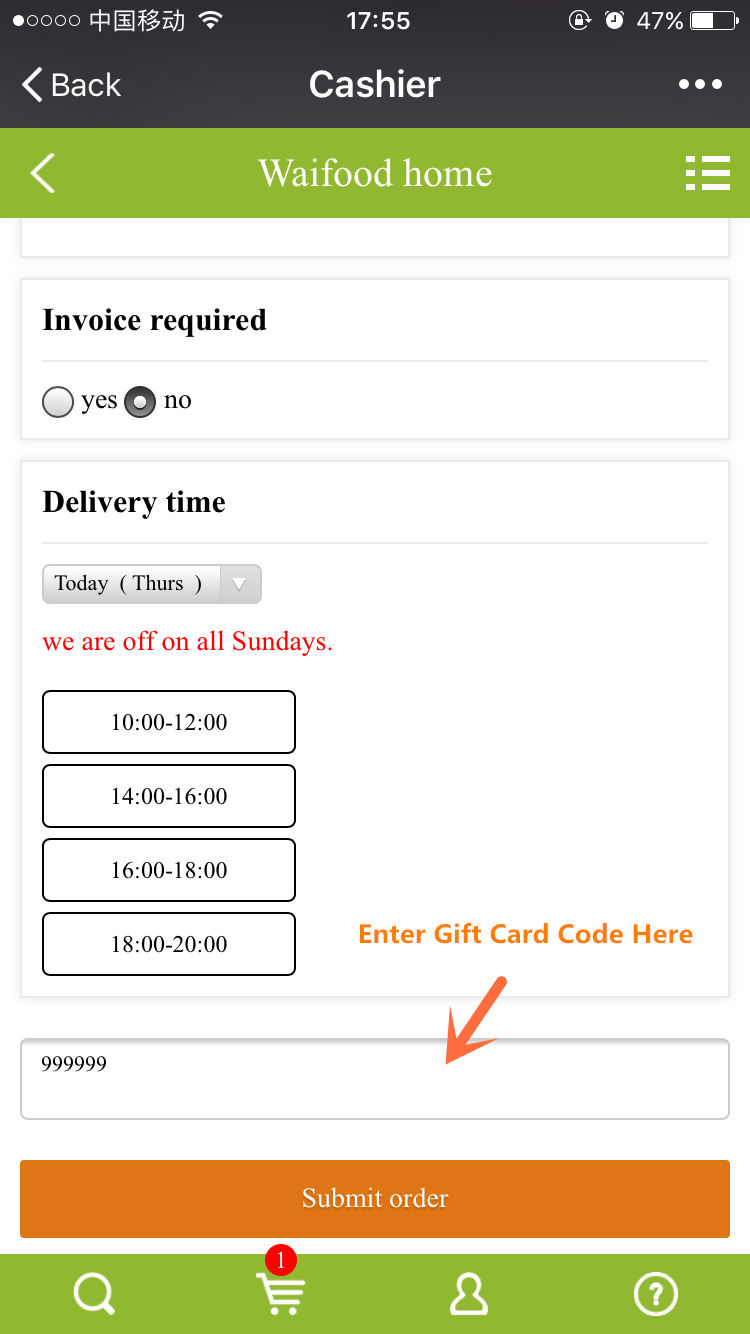 中国移动 17:55 47%
Back Cashier
Waifood home
Invoice required
yes no
Delivery time
Today ( Thurs )
we are off on all Sundays.
10:00-12:00
14:00-16:00
16:00-18:00
18:00-20:00
Enter Gift Card Code Here
999999
Submit order
1
?